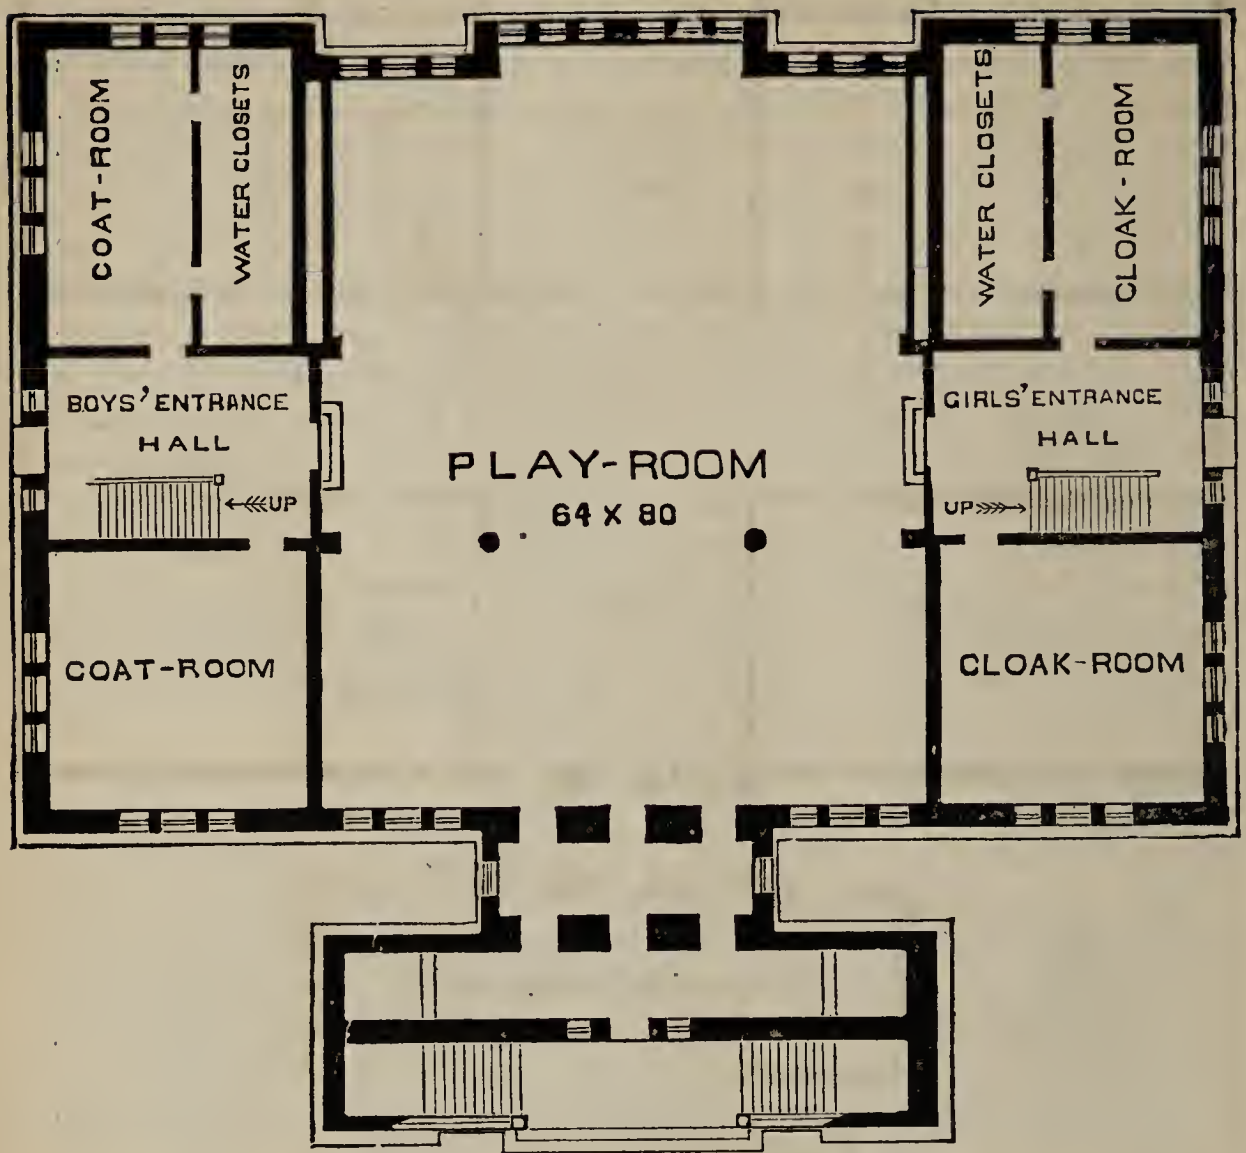 COAT-ROOM
WATER CLOSETS
WATER CLOSETS
CLOAK-ROOM
BOYS' ENTRANCE
HALL
UP
PLAY-ROOM
64 X 80
GIRLS' ENTRANCE
HALL
UP
COAT-ROOM
CLOAK-ROOM